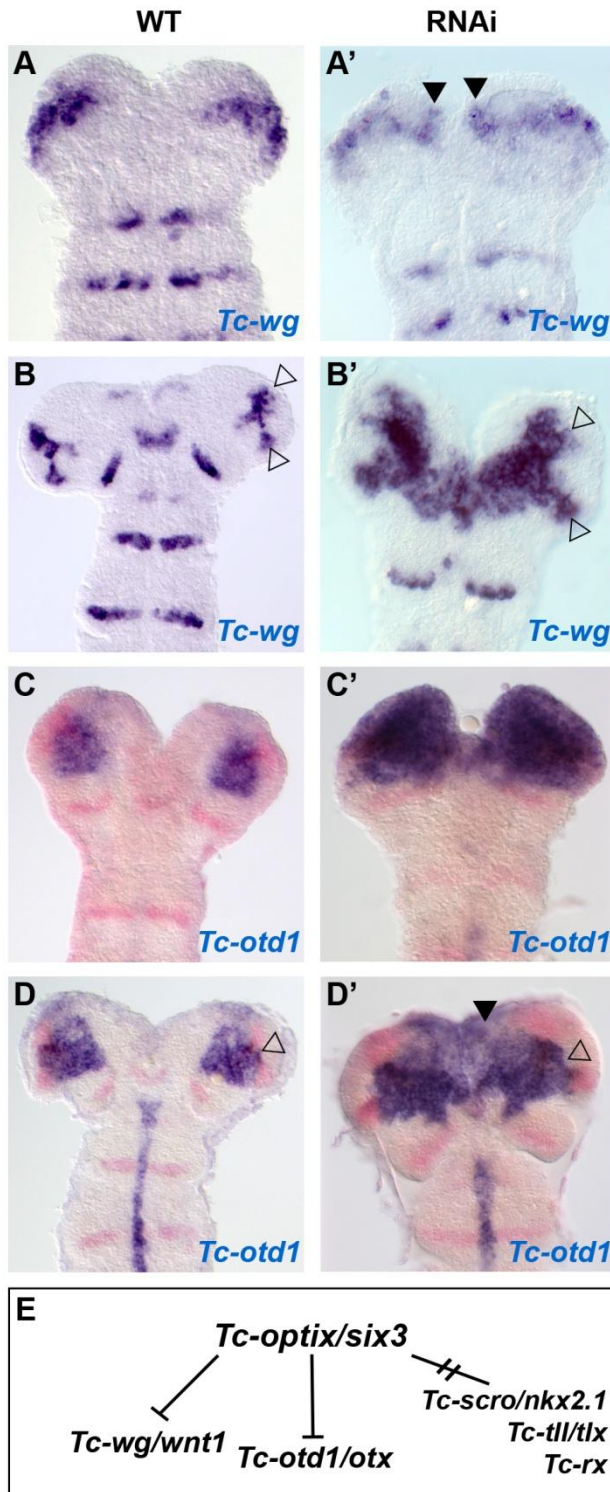 WT RNAi
A A'
Tc-wg Tc-wg
B B'
Tc-wg Tc-wg
C C'
Tc-otd1 Tc-otd1
D D'
Tc-otd1 Tc-otd1
E
Tc-optix/six3
Tc-scro/nkx2.1
Tc-wg/wnt1 Tc-otd1/otx Tc-tll/tlx
Tc-rx